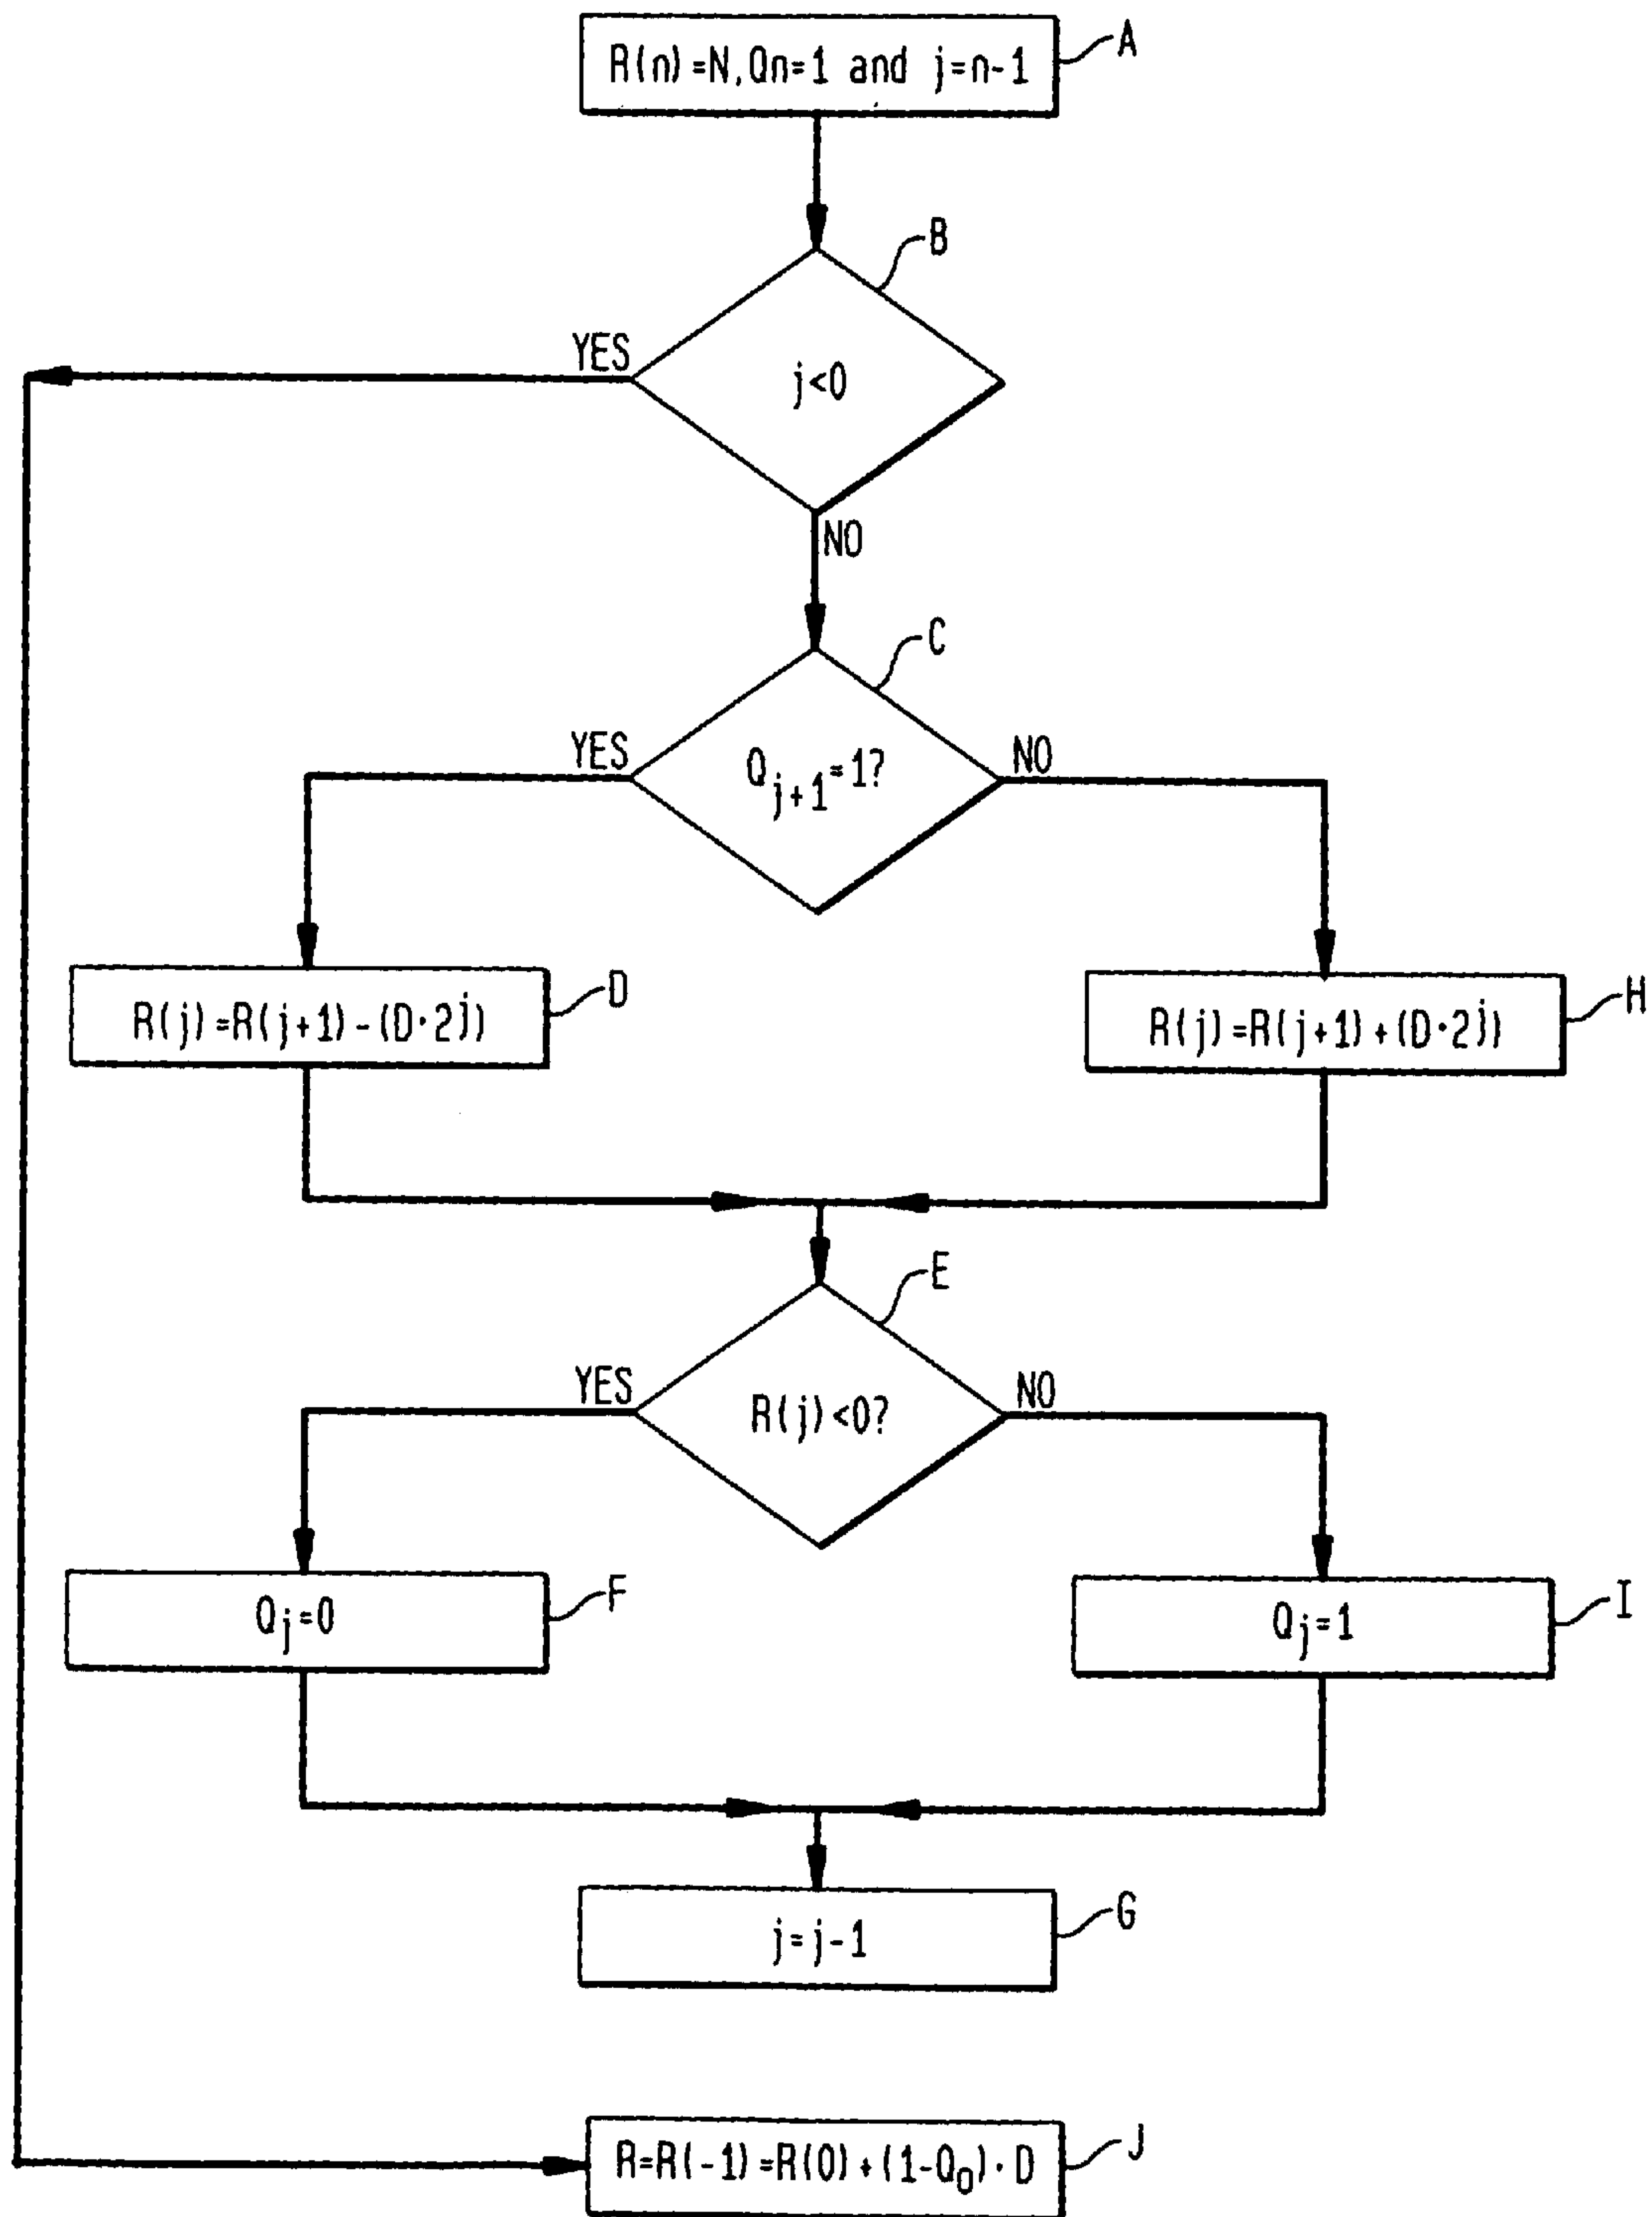 R(n)=N,Qn=1 and j=n-1
A
B
YES
j<0
NO
C
YES
Qj+1=1?
NO
R(j)=R(j+1)-(D·2j)
D
R(j)=R(j+1)+(D·2j)
H
E
YES
R(j)<0?
NO
Qj=0
F
Qj=1
I
j=j-1
G
R=R(-1)=R(0)+(1-Q0)·D
J